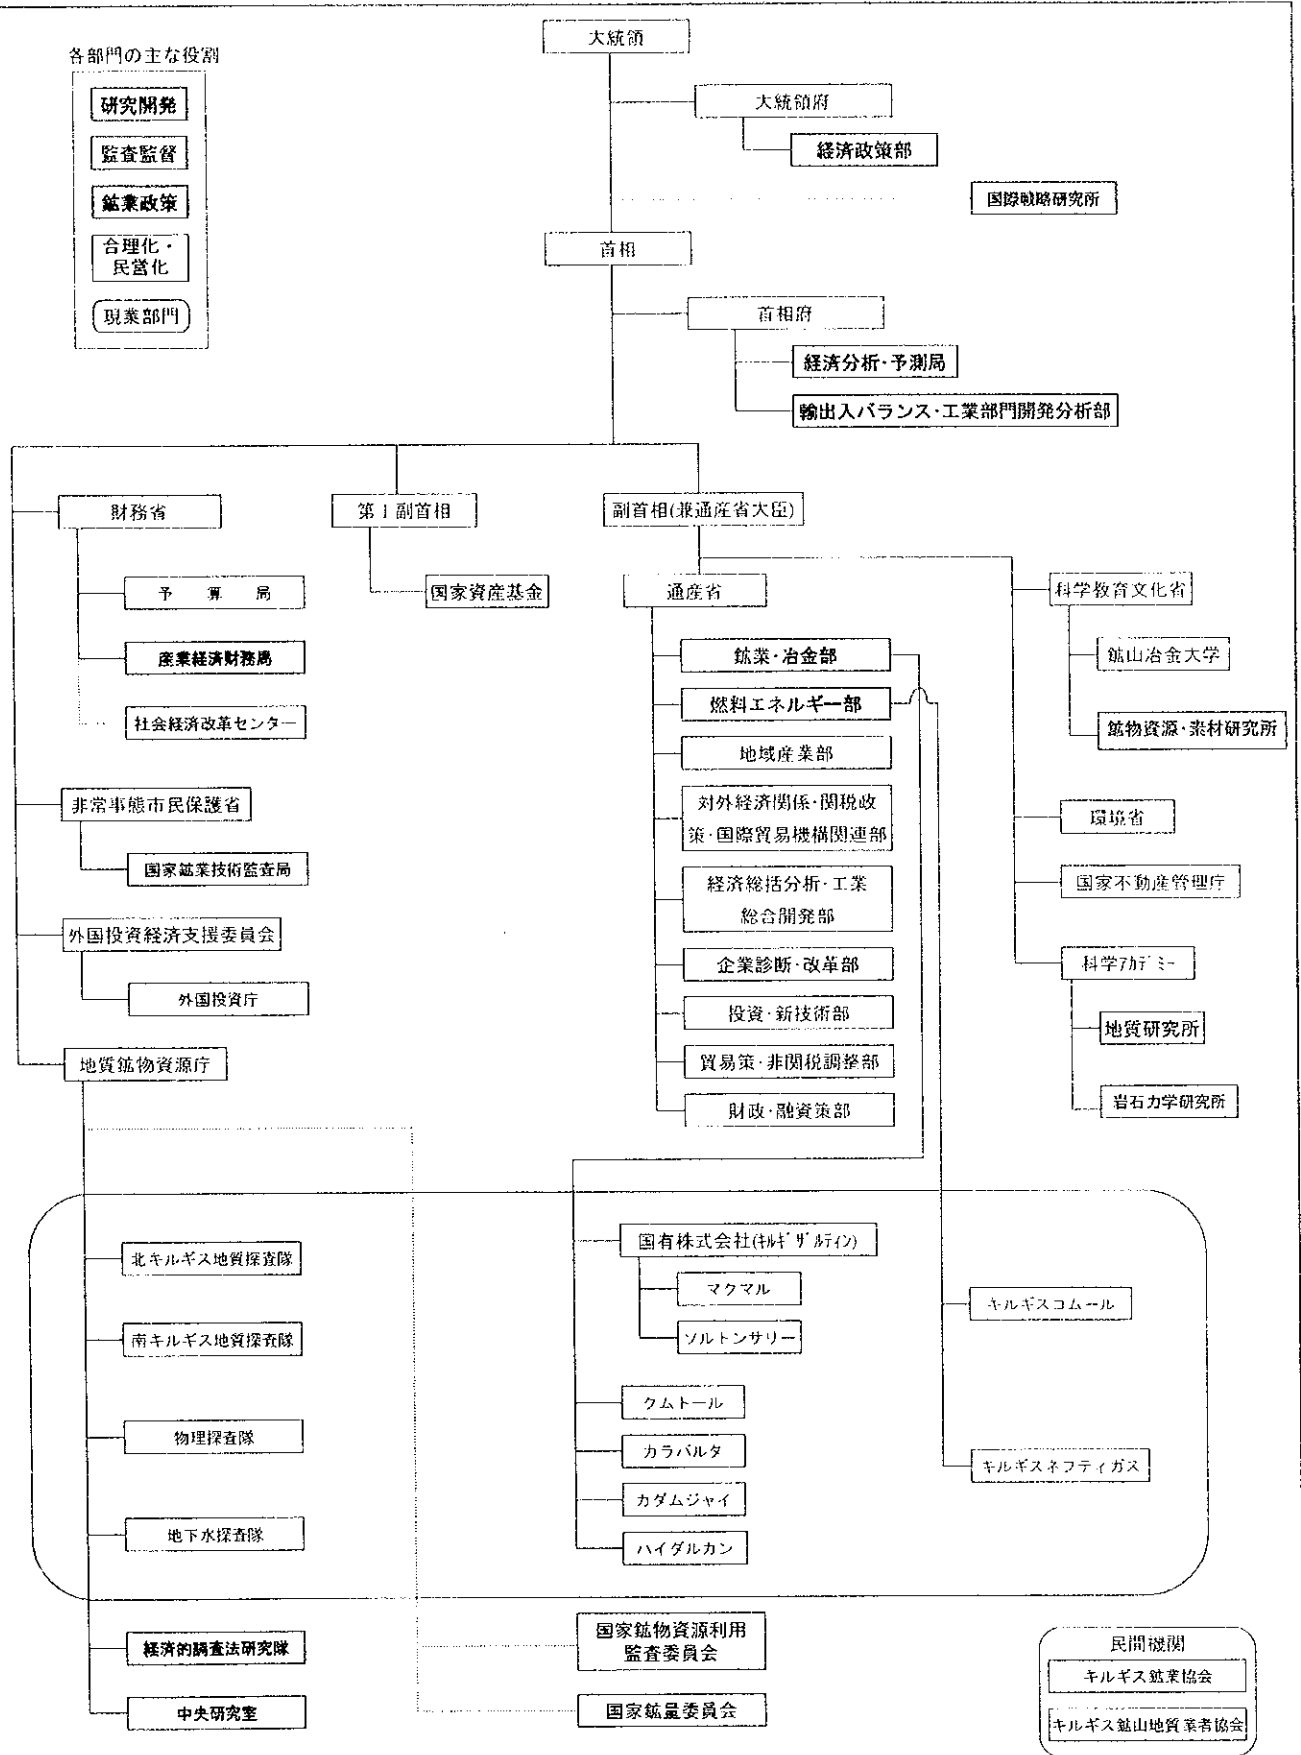 各部門の主な役割
研究開発
監査監督
鉱業政策
合理化・
民営化
現業部門
大統領
大統領府
経済政策部
国際戦略研究所
首相
首相府
経済分析・予測局
輸出入バランス・工業部門開発分析部
財務省
予算局
産業経済財務局
社会経済改革センター
非常事態市民保護省
国家鉱業技術監査局
外国投資経済支援委員会
外国投資庁
地質鉱物資源庁
第1副首相
国家資産基金
副首相(兼通産省大臣)
通産省
鉱業・冶金部
燃料エネルギー部
地域産業部
対外経済関係・関税政
策・国際貿易機構関連部
経済総括分析・工業
総合開発部
企業診断・改革部
投資・新技術部
貿易策・非関税調整部
財政・融資策部
科学教育文化省
鉱山冶金大学
鉱物資源・素材研究所
環境省
国家不動産管理庁
科学ｱｶﾃﾞﾐｰ
地質研究所
岩石力学研究所
北キルギス地質探査隊
南キルギス地質探査隊
物理探査隊
地下水探査隊
経済的調査法研究隊
中央研究室
国有株式会社(ｷﾙｷﾞｻﾞﾙﾃｨﾝ)
マクマル
ソルトンサリー
クムトール
カラバルタ
カダムジャイ
ハイダルカン
キルギスコムール
キルギスネフティガス
国家鉱物資源利用
監査委員会
国家鉱量委員会
民間機関
キルギス鉱業協会
キルギス鉱山地質業者協会